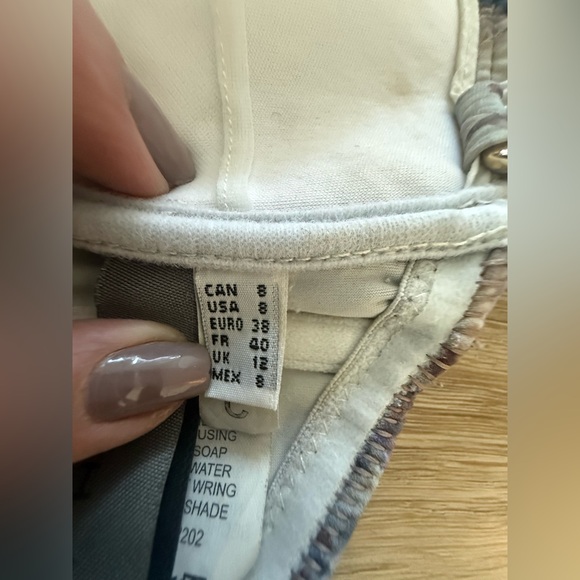 CAN 8
USA 8
EURO 38
FR 40
UK 12
MEX 8
C
USING
SOAP
WATER
WRING
SHADE
202